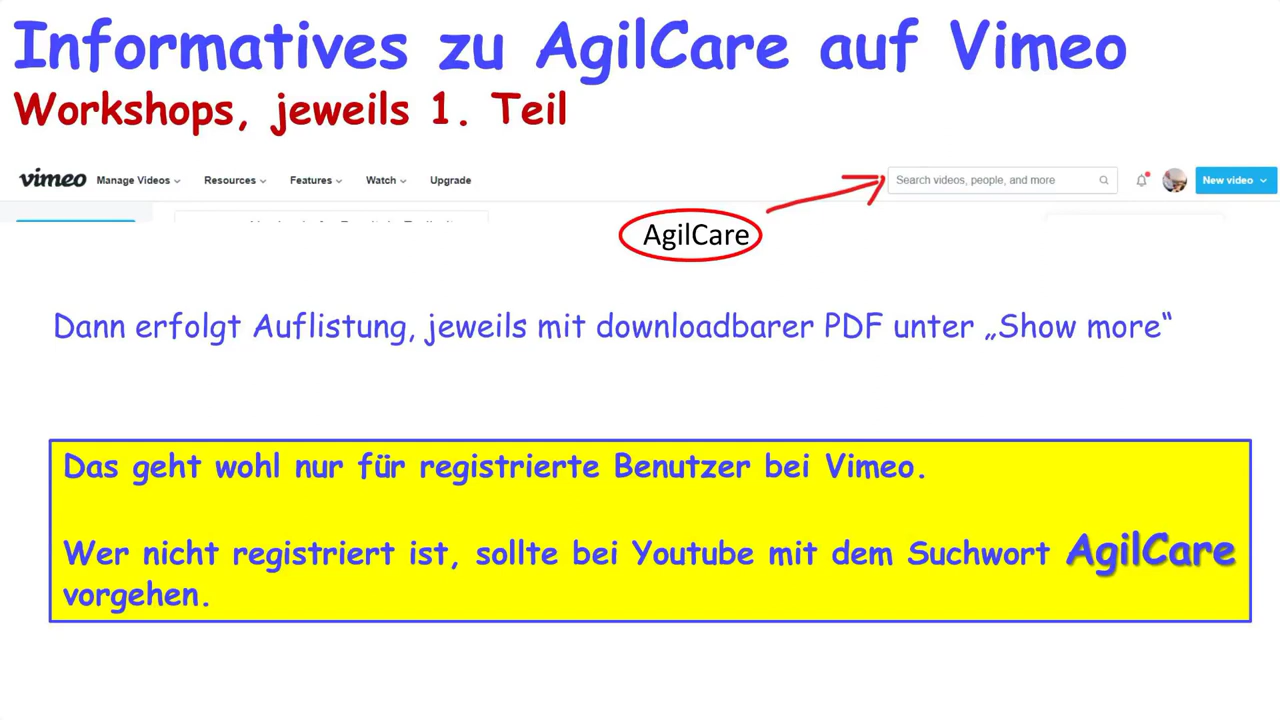 Informatives zu AgilCare auf Vimeo
Workshops, jeweils 1. Teil
vimeo Manage Videos Resources Features Watch Upgrade Search videos, people, and more New video
AgilCare
Dann erfolgt Auflistung, jeweils mit downloadbarer PDF unter „Show more“
Das geht wohl nur für registrierte Benutzer bei Vimeo.
Wer nicht registriert ist, sollte bei Youtube mit dem Suchwort AgilCare
vorgehen.